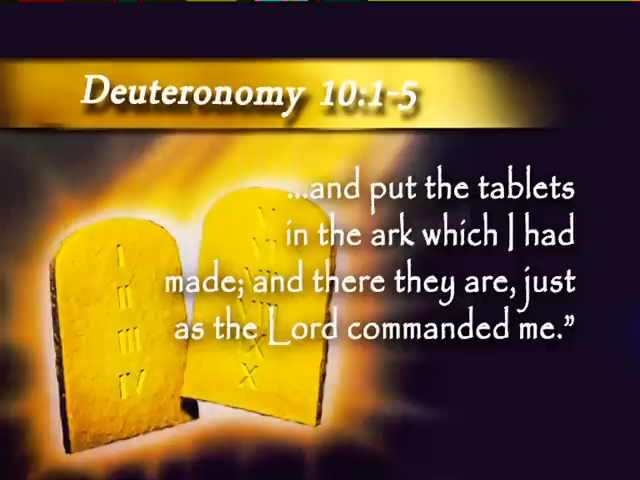 Deuteronomy 10:1-5
...and put the tablets
in the ark which I had
made; and there they are, just
as the Lord commanded me.”
I
II
III
IV
V
VI
X
X